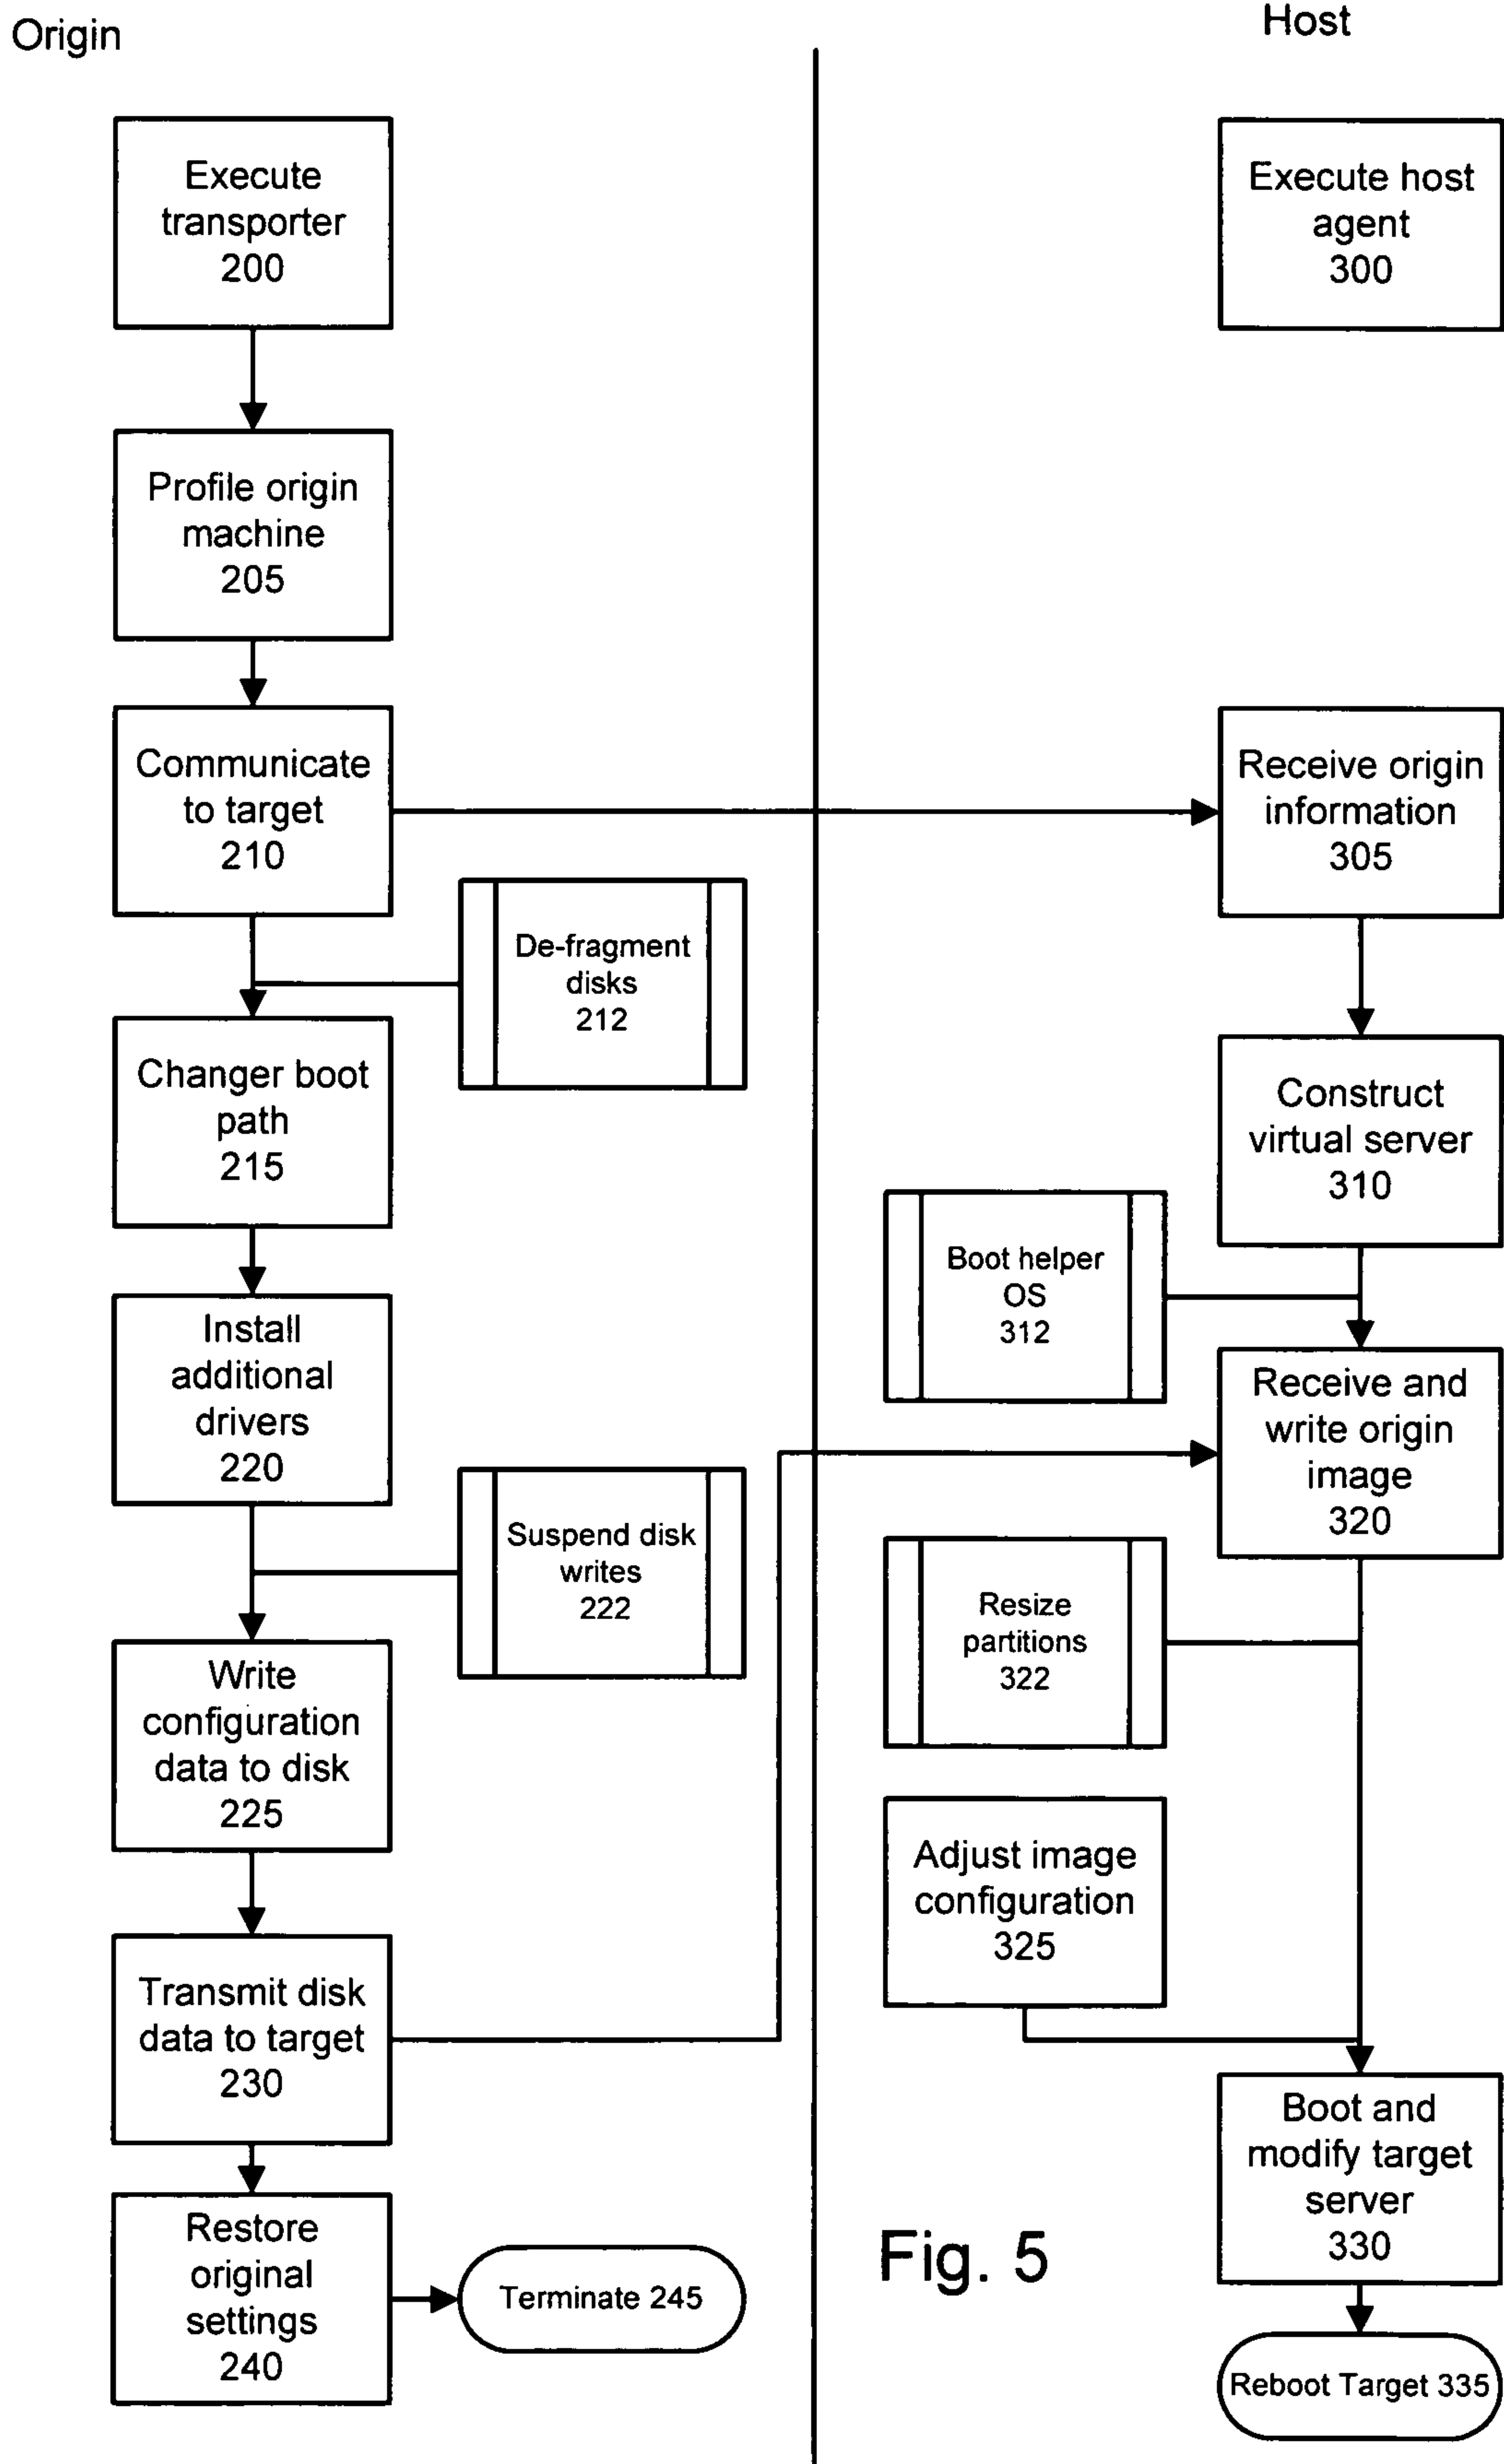 Origin
Host
Execute
transporter
200
Execute host
agent
300
Profile origin
machine
205
Communicate
to target
210
Receive origin
information
305
De-fragment
disks
212
Changer boot
path
215
Construct
virtual server
310
Boot helper
OS
312
Install
additional
drivers
220
Receive and
write origin
image
320
Suspend disk
writes
222
Resize
partitions
322
Write
configuration
data to disk
225
Adjust image
configuration
325
Transmit disk
data to target
230
Boot and
modify target
server
330
Restore
original
settings
240
Terminate 245
Fig. 5
Reboot Target 335